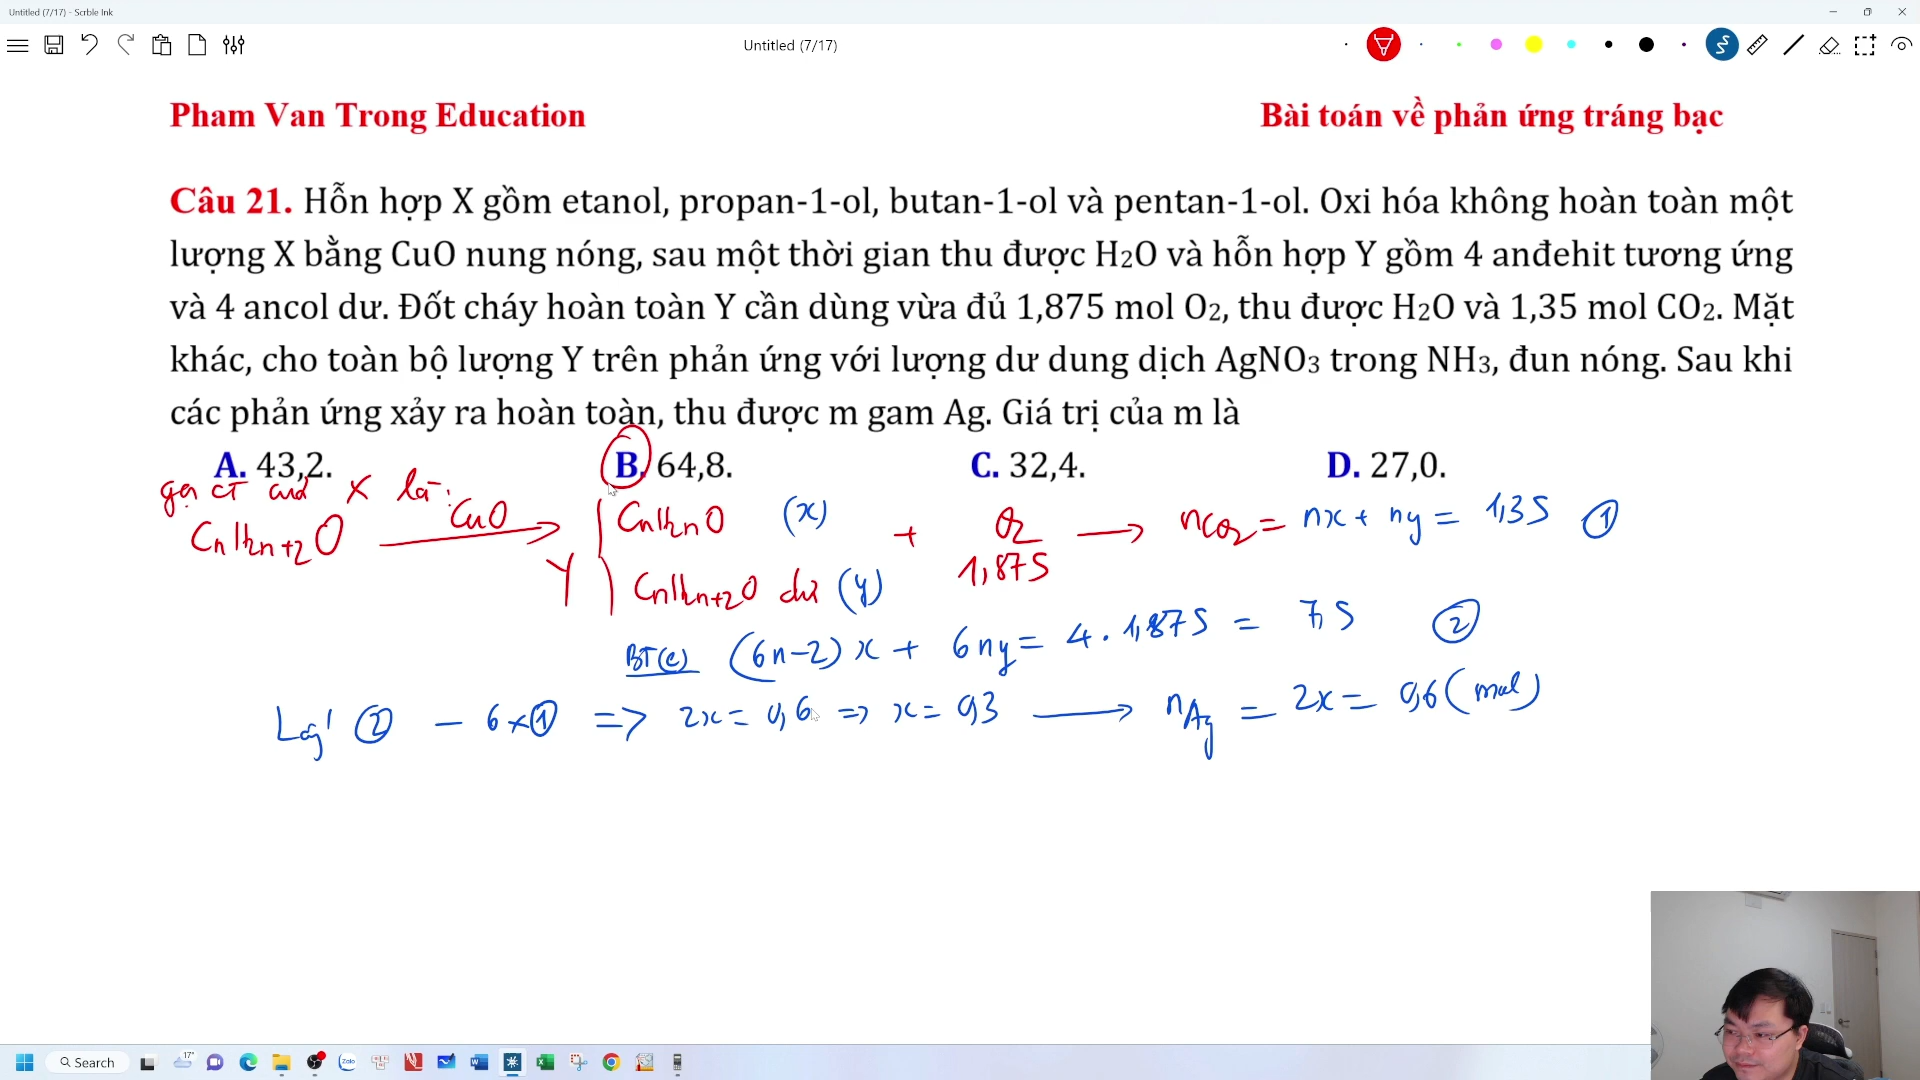 Untitled (7/17) - Scrble Ink
Untitled (7/17)
Pham Van Trong Education
Bài toán về phản ứng tráng bạc
Câu 21. Hỗn hợp X gồm etanol, propan-1-ol, butan-1-ol và pentan-1-ol. Oxi hóa không hoàn toàn một
lượng X bằng CuO nung nóng, sau một thời gian thu được H2O và hỗn hợp Y gồm 4 anđehit tương ứng
và 4 ancol dư. Đốt cháy hoàn toàn Y cần dùng vừa đủ 1,875 mol O2, thu được H2O và 1,35 mol CO2. Mặt
khác, cho toàn bộ lượng Y trên phản ứng với lượng dư dung dịch AgNO3 trong NH3, đun nóng. Sau khi
các phản ứng xảy ra hoàn toàn, thu được m gam Ag. Giá trị của m là
A. 43,2. B. 64,8. C. 32,4. D. 27,0.
gọi CT của X là:
CnH2n+2O CuO Y CnH2nO (x) + O2 → nCO2 = nx + ny = 1,35 ①
CnH2n+2O dư (y) 1,875
BT(e) (6n-2)x + 6ny = 4.1,875 = 7,5 ②
Lấy ② - 6x① => 2x = 0,6 => x = 0,3 → nAg = 2x = 0,6 (mol)
17°
Search
Zalo